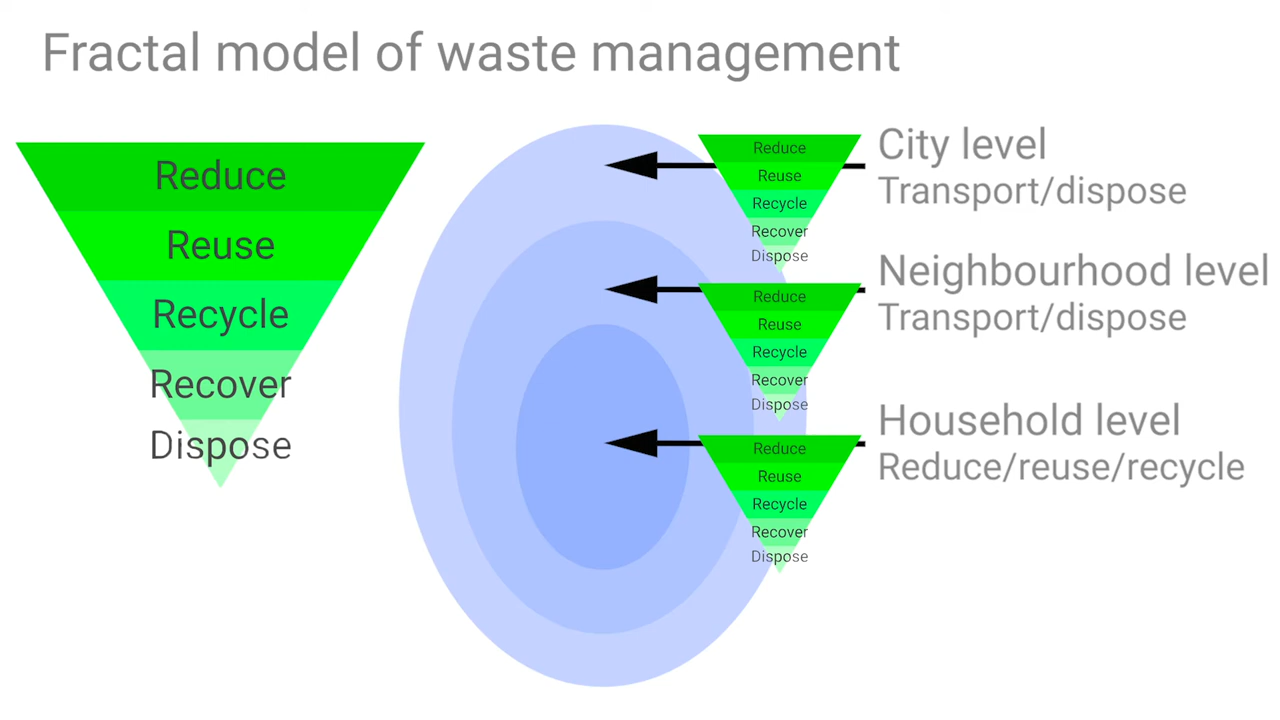 Fractal model of waste management
Reduce
Reuse
Recycle
Recover
Dispose
Reduce
Reuse
Recycle
Recover
Dispose
City level
Transport/dispose
Reduce
Reuse
Recycle
Recover
Dispose
Neighbourhood level
Transport/dispose
Reduce
Reuse
Recycle
Recover
Dispose
Household level
Reduce/reuse/recycle